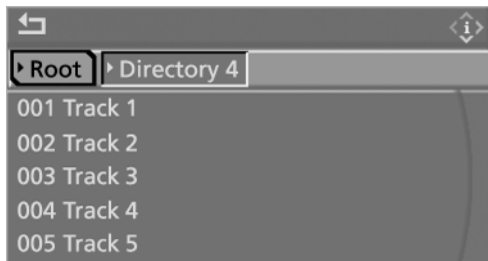 i
Root Directory 4
001 Track 1
002 Track 2
003 Track 3
004 Track 4
005 Track 5